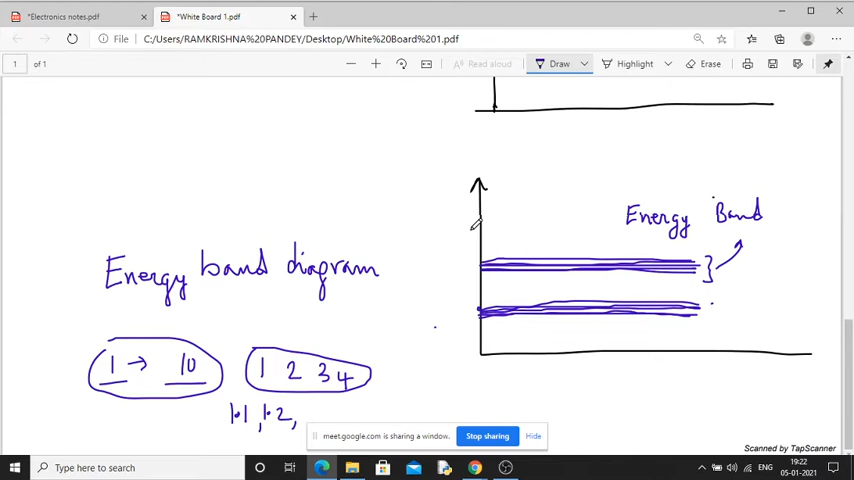 *Electronics notes.pdf
*White Board 1.pdf
File
C:/Users/RAMKRISHNA%20PANDEY/Desktop/White%20Board%201.pdf
1 of 1
Read aloud
Draw
Highlight
Erase
Energy Band
Energy band diagram
1 → 10
1 2 3 4
1.1, 1.2,
meet.google.com is sharing a window.
Stop sharing
Hide
Scanned by TapScanner
Type here to search
ENG
19:22
05-01-2021